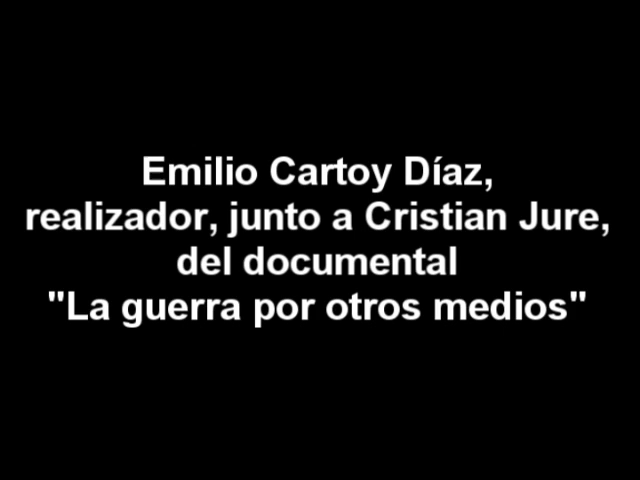 Emilio Cartoy Díaz,
realizador, junto a Cristian Jure,
del documental
"La guerra por otros medios"